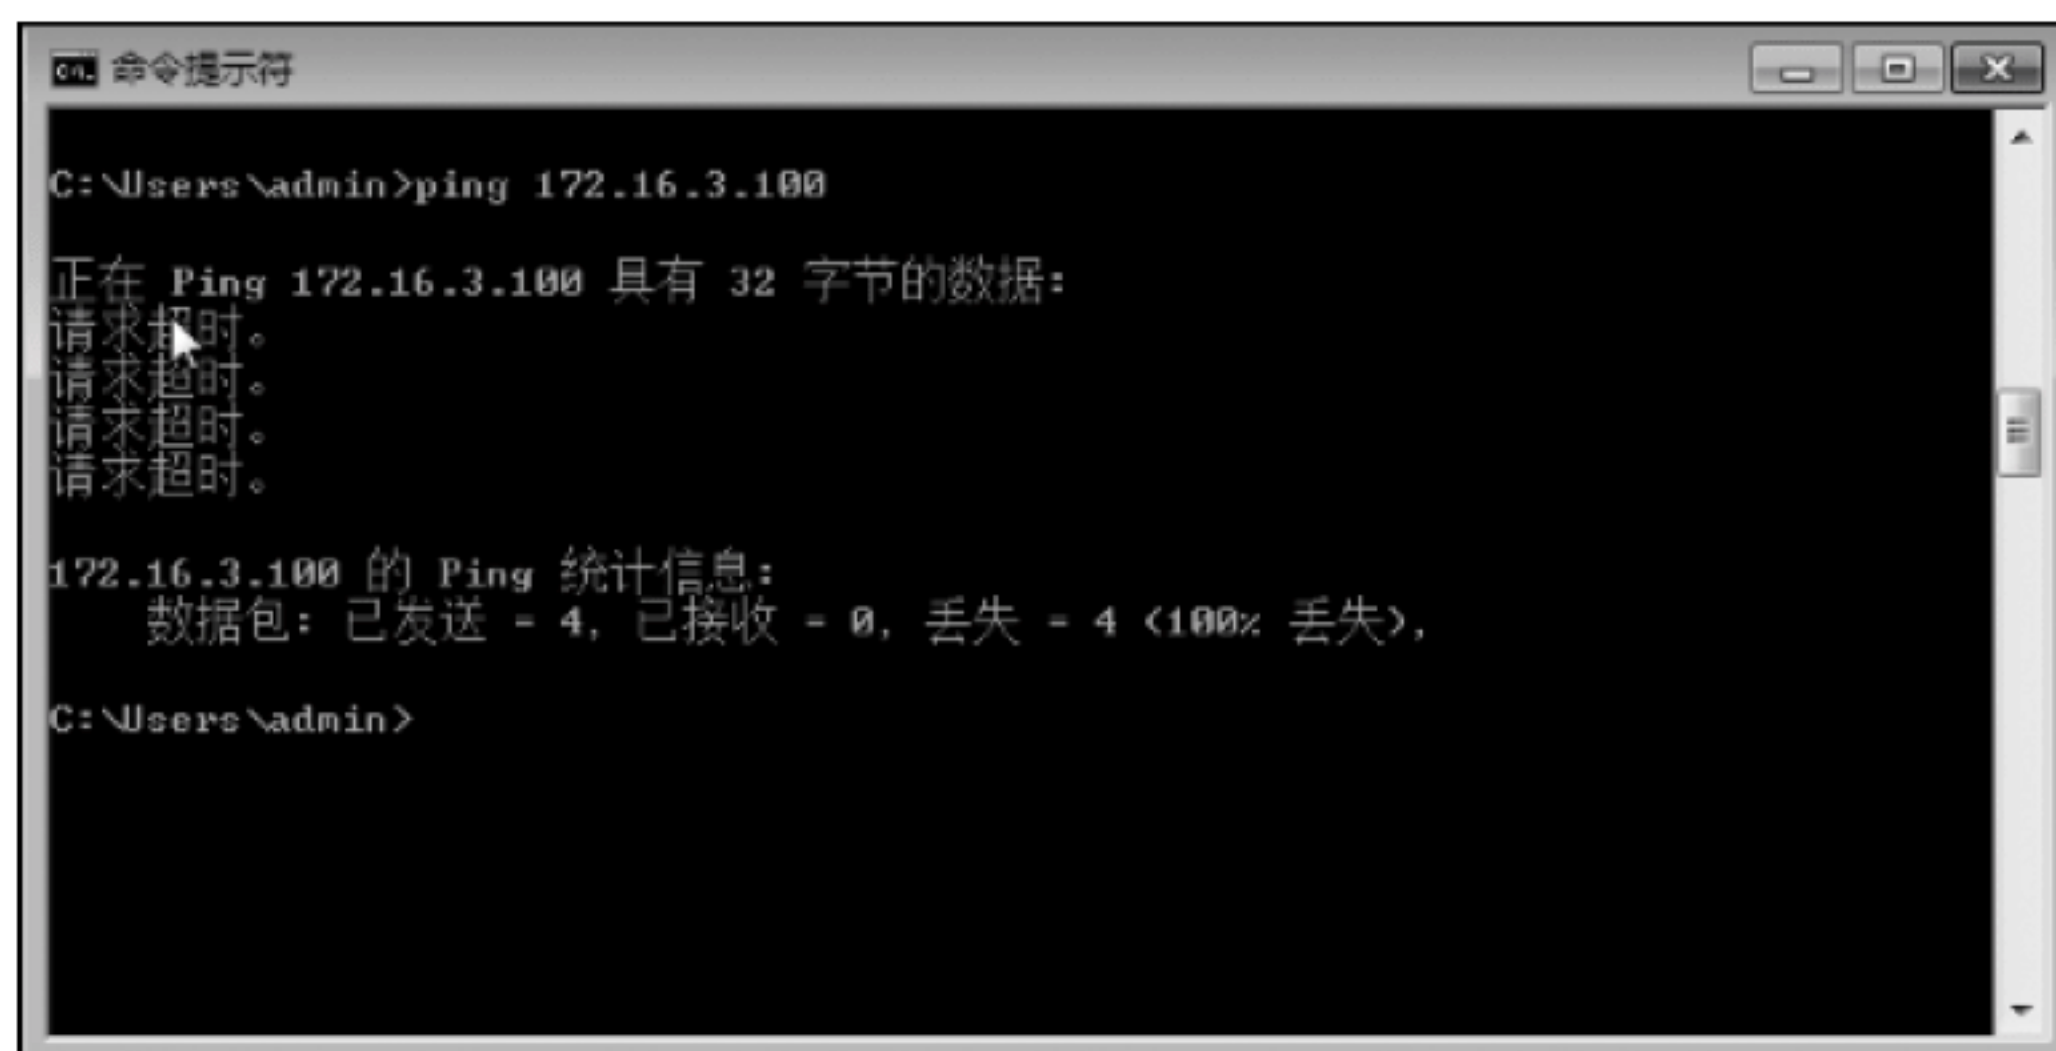 命令提示符
C:\Users\admin>ping 172.16.3.100
正在 Ping 172.16.3.100 具有 32 字节的数据:
请求超时。
请求超时。
请求超时。
请求超时。
172.16.3.100 的 Ping 统计信息:
数据包: 已发送 = 4, 已接收 = 0, 丢失 = 4 (100% 丢失),
C:\Users\admin>